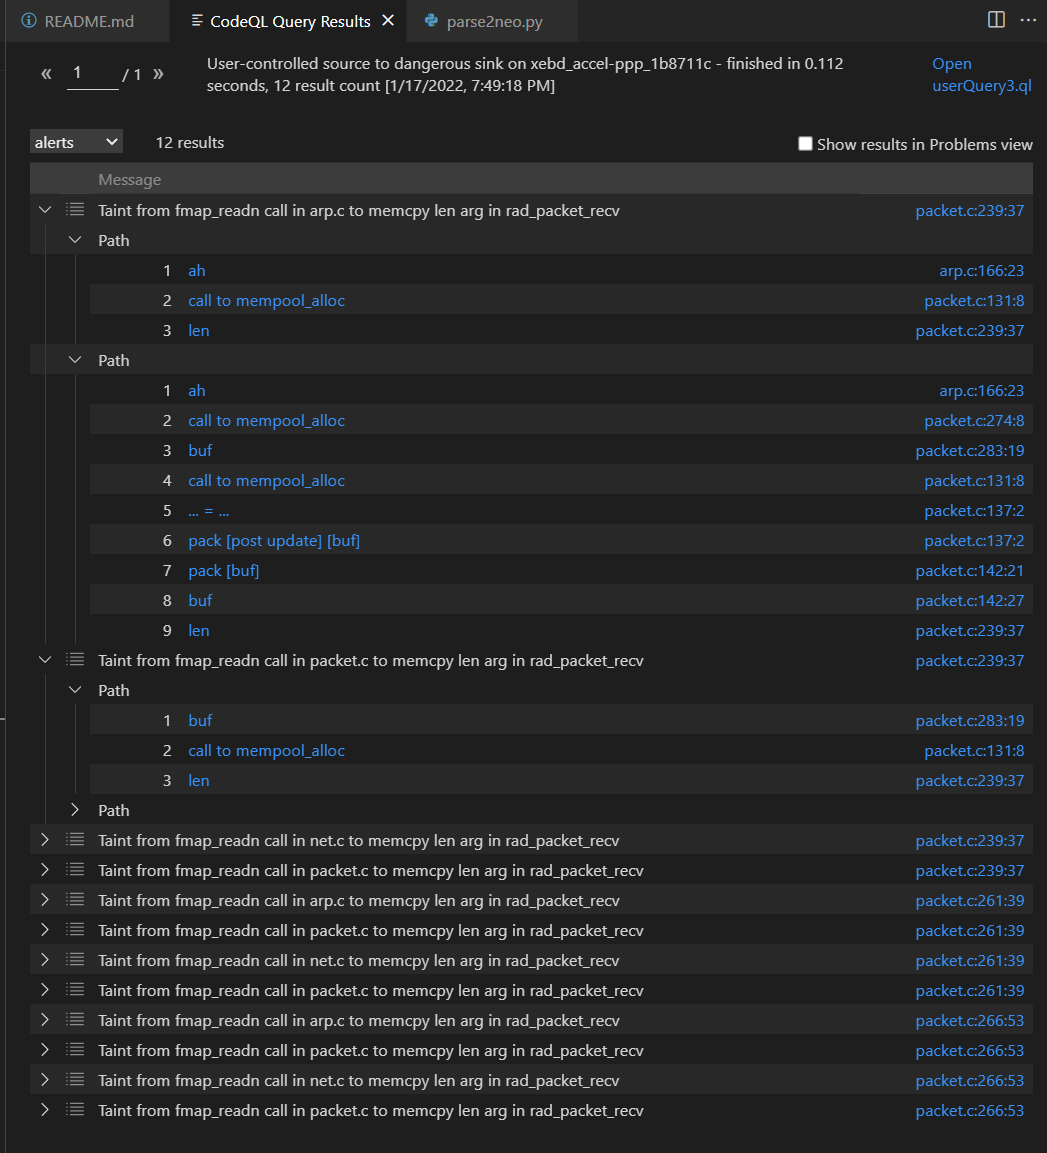 README.md CodeQL Query Results parse2neo.py
« 1 / 1 » User-controlled source to dangerous sink on xebd_accel-ppp_1b8711c - finished in 0.112 Open
seconds, 12 result count [1/17/2022, 7:49:18 PM] userQuery3.ql
alerts 12 results Show results in Problems view
Message
Taint from fmap_readn call in arp.c to memcpy len arg in rad_packet_recv packet.c:239:37
Path
1 ah arp.c:166:23
2 call to mempool_alloc packet.c:131:8
3 len packet.c:239:37
Path
1 ah arp.c:166:23
2 call to mempool_alloc packet.c:274:8
3 buf packet.c:283:19
4 call to mempool_alloc packet.c:131:8
5 ... = ... packet.c:137:2
6 pack [post update] [buf] packet.c:137:2
7 pack [buf] packet.c:142:21
8 buf packet.c:142:27
9 len packet.c:239:37
Taint from fmap_readn call in packet.c to memcpy len arg in rad_packet_recv packet.c:239:37
Path
1 buf packet.c:283:19
2 call to mempool_alloc packet.c:131:8
3 len packet.c:239:37
Path
Taint from fmap_readn call in net.c to memcpy len arg in rad_packet_recv packet.c:239:37
Taint from fmap_readn call in packet.c to memcpy len arg in rad_packet_recv packet.c:239:37
Taint from fmap_readn call in arp.c to memcpy len arg in rad_packet_recv packet.c:261:39
Taint from fmap_readn call in packet.c to memcpy len arg in rad_packet_recv packet.c:261:39
Taint from fmap_readn call in net.c to memcpy len arg in rad_packet_recv packet.c:261:39
Taint from fmap_readn call in packet.c to memcpy len arg in rad_packet_recv packet.c:261:39
Taint from fmap_readn call in arp.c to memcpy len arg in rad_packet_recv packet.c:266:53
Taint from fmap_readn call in packet.c to memcpy len arg in rad_packet_recv packet.c:266:53
Taint from fmap_readn call in net.c to memcpy len arg in rad_packet_recv packet.c:266:53
Taint from fmap_readn call in packet.c to memcpy len arg in rad_packet_recv packet.c:266:53